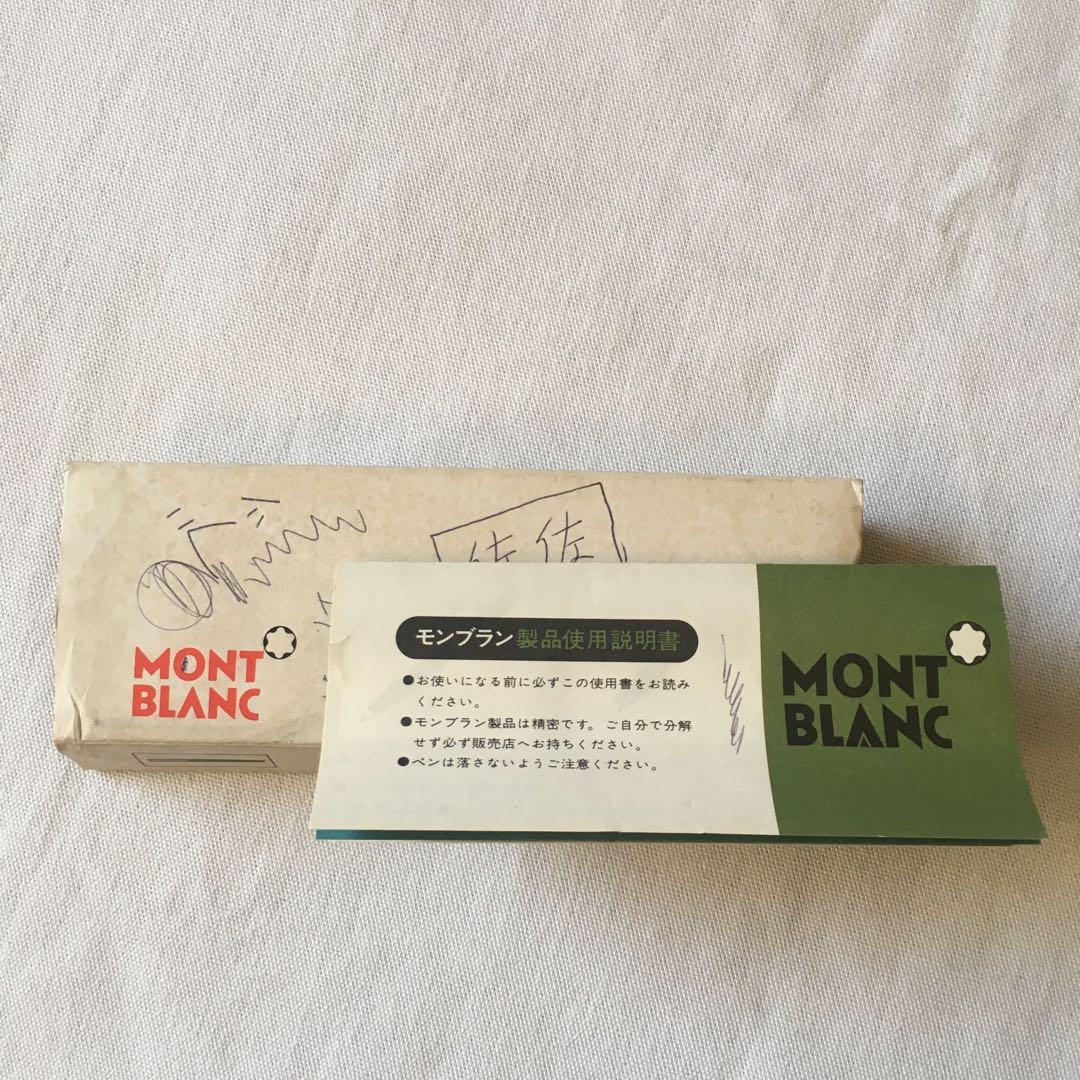 佐佐
MONT
BLANC
モンブラン製品使用説明書
●お使いになる前に必ずこの使用書をお読み
ください。
●モンブラン製品は精密です。ご自分で分解
せず必ず販売店へお持ちください。
●ペンは落さないようご注意ください。
MONT
BLANC